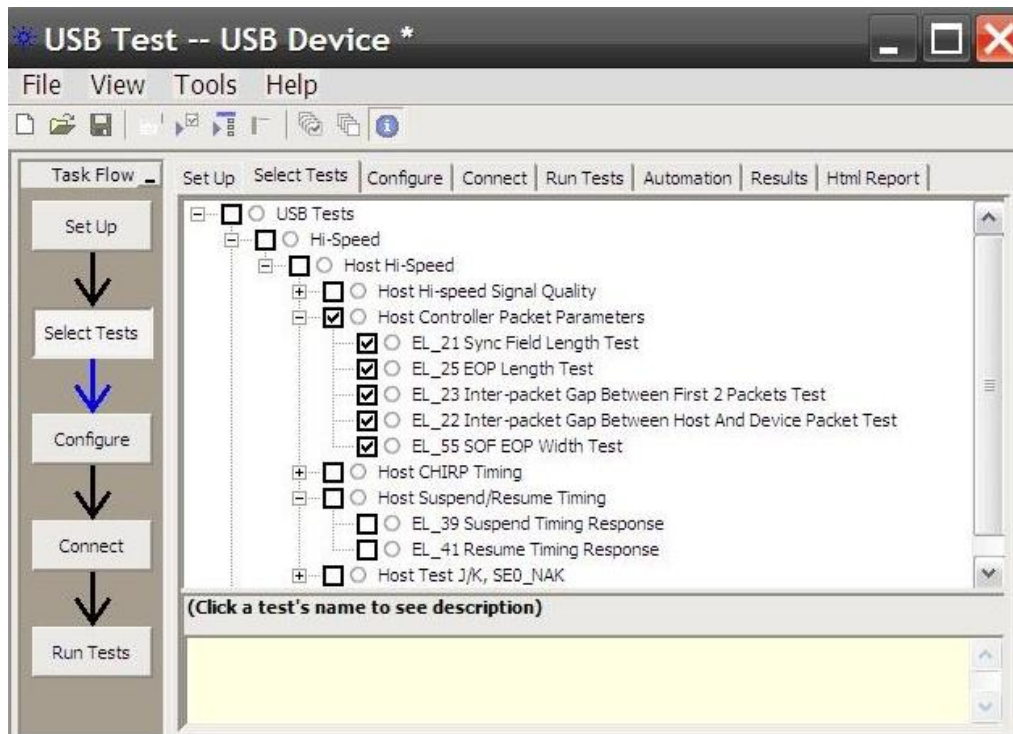 USB Test -- USB Device *
File View Tools Help
Task Flow
Set Up
Select Tests
Configure
Connect
Run Tests
Set Up Select Tests Configure Connect Run Tests Automation Results Html Report
USB Tests
Hi-Speed
Host Hi-Speed
Host Hi-speed Signal Quality
Host Controller Packet Parameters
EL_21 Sync Field Length Test
EL_25 EOP Length Test
EL_23 Inter-packet Gap Between First 2 Packets Test
EL_22 Inter-packet Gap Between Host And Device Packet Test
EL_55 SOF EOP Width Test
Host CHIRP Timing
Host Suspend/Resume Timing
EL_39 Suspend Timing Response
EL_41 Resume Timing Response
Host Test J/K, SE0_NAK
(Click a test's name to see description)